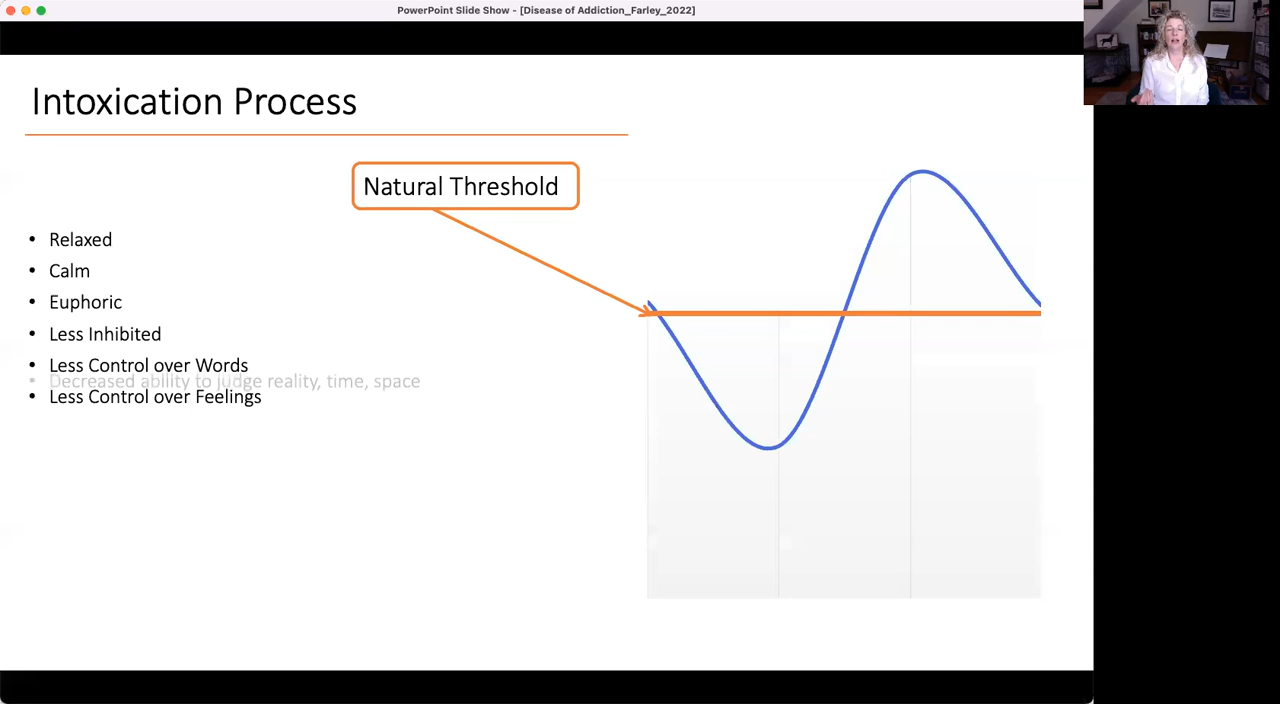 PowerPoint Slide Show - [Disease of Addiction_Farley_2022]
Intoxication Process
Natural Threshold
• Relaxed
• Calm
• Euphoric
• Less Inhibited
• Less Control over Words
• Decreased ability to judge reality, time, space
• Less Control over Feelings